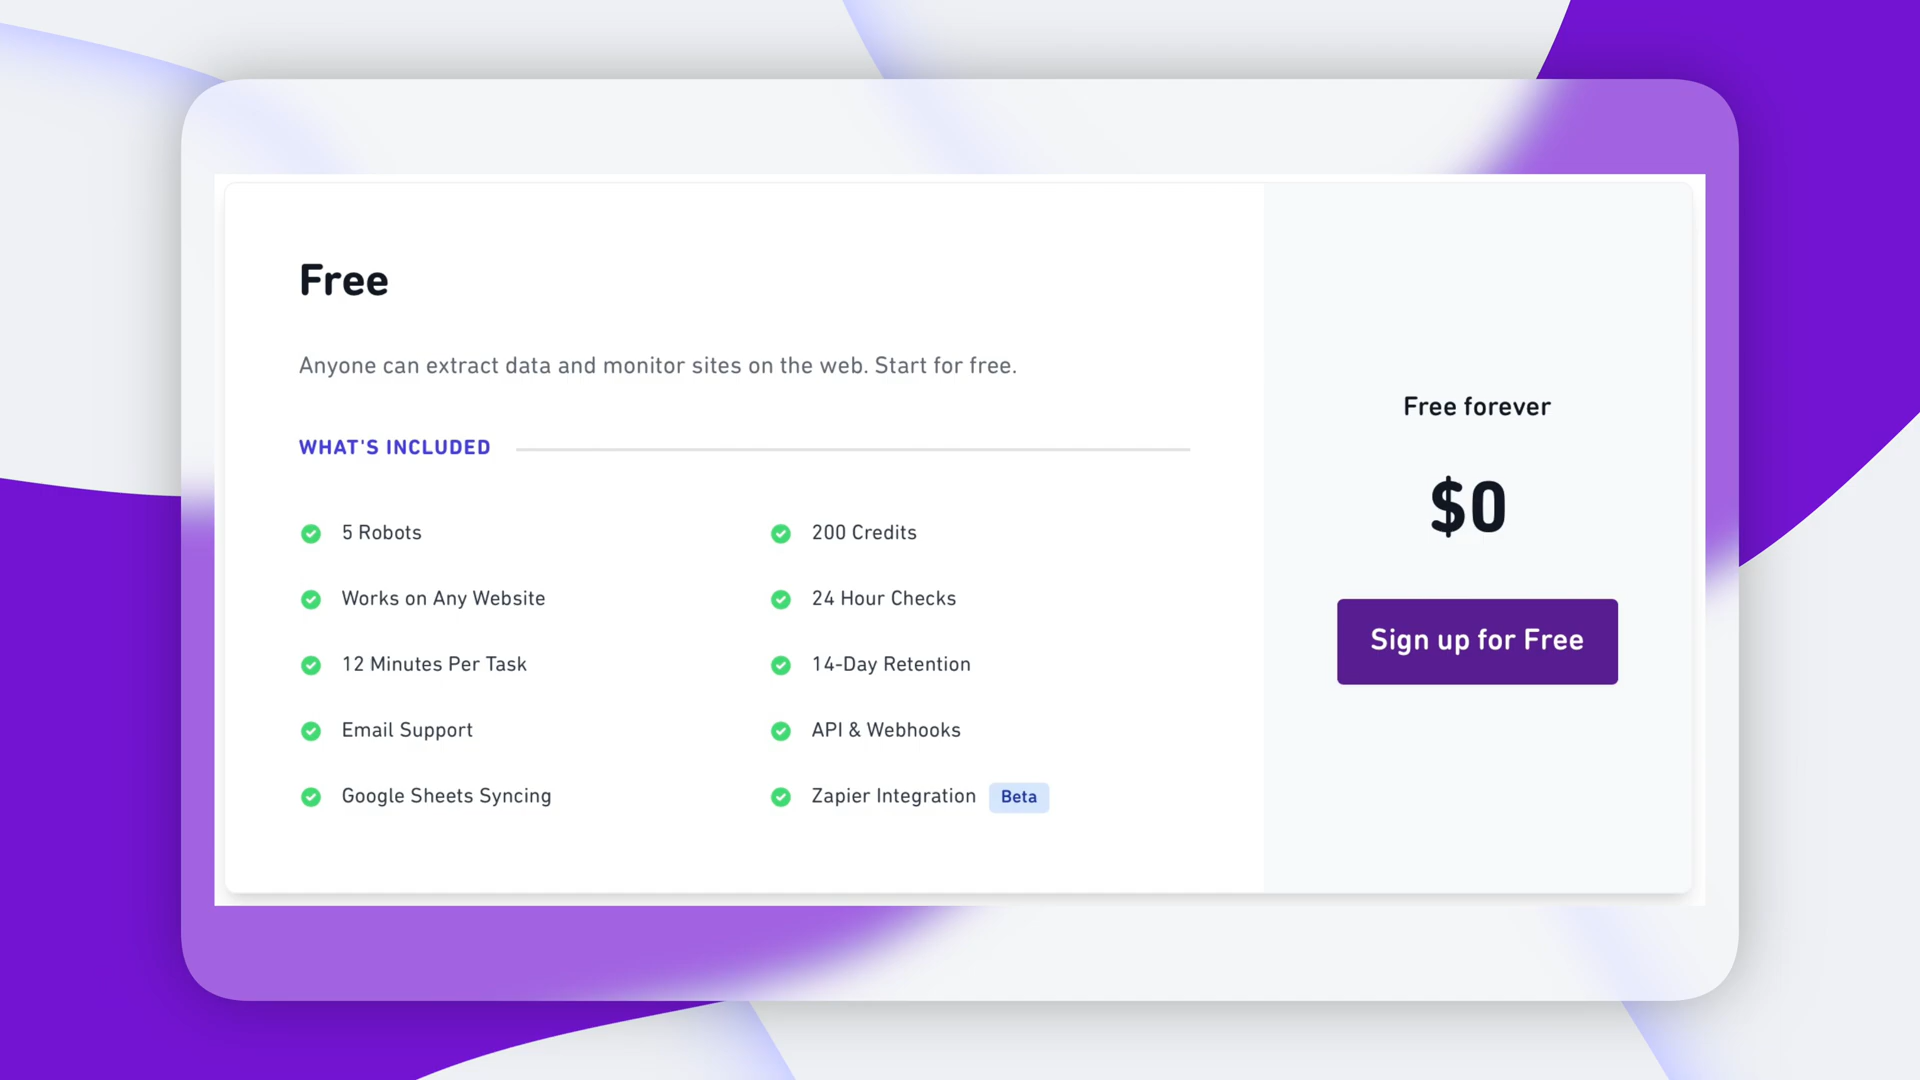 Free
Anyone can extract data and monitor sites on the web. Start for free.
WHAT'S INCLUDED
5 Robots
200 Credits
Works on Any Website
24 Hour Checks
12 Minutes Per Task
14-Day Retention
Email Support
API & Webhooks
Google Sheets Syncing
Zapier Integration Beta
Free forever
$0
Sign up for Free